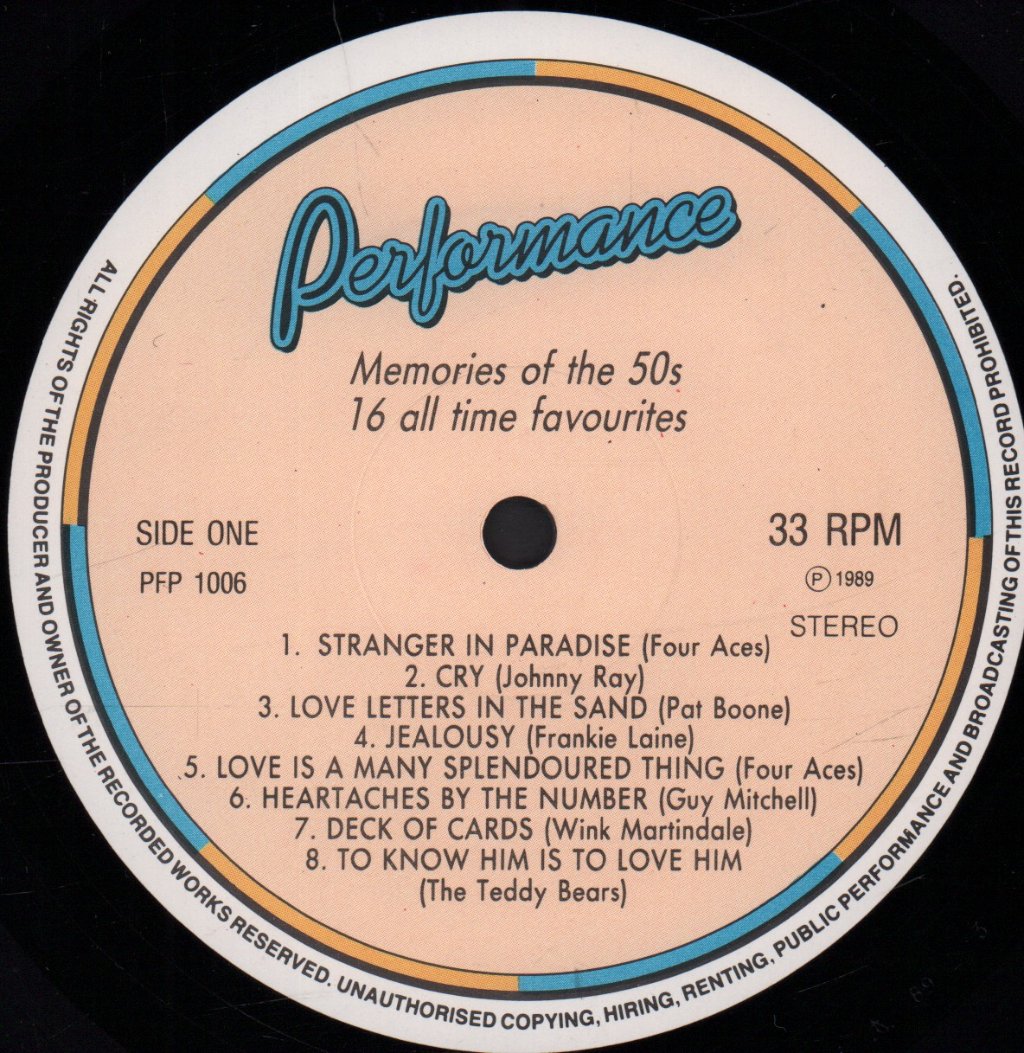 Performance
Memories of the 50s
16 all time favourites
SIDE ONE
PFP 1006
33 RPM
Ⓟ 1989
STEREO
1. STRANGER IN PARADISE (Four Aces)
2. CRY (Johnny Ray)
3. LOVE LETTERS IN THE SAND (Pat Boone)
4. JEALOUSY (Frankie Laine)
5. LOVE IS A MANY SPLENDOURED THING (Four Aces)
6. HEARTACHES BY THE NUMBER (Guy Mitchell)
7. DECK OF CARDS (Wink Martindale)
8. TO KNOW HIM IS TO LOVE HIM
(The Teddy Bears)
ALL RIGHTS OF THE PRODUCER AND OWNER OF THE RECORDED WORKS RESERVED. UNAUTHORISED COPYING, HIRING, RENTING, PUBLIC PERFORMANCE AND BROADCASTING OF THIS RECORD PROHIBITED.